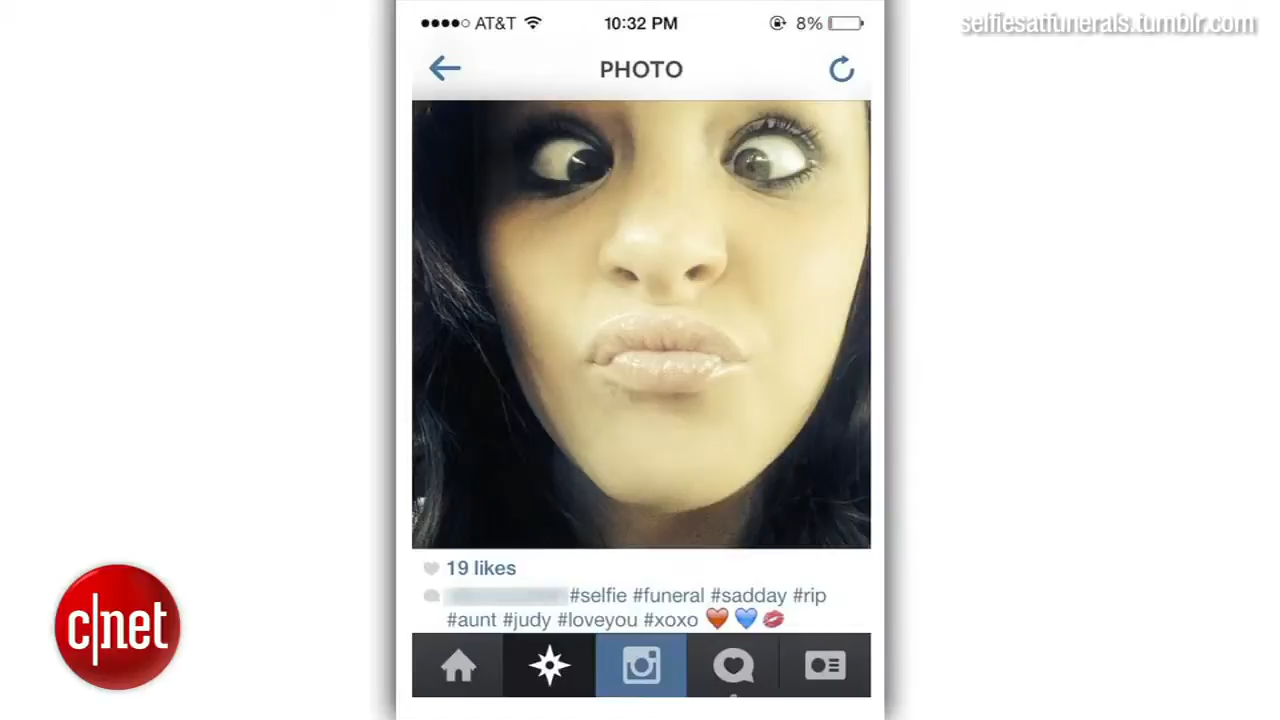 AT&T 10:32 PM 8%
selfiesatfunerals.tumblr.com
PHOTO
19 likes
#selfie #funeral #sadday #rip
#aunt #judy #loveyou #xoxo
c|net